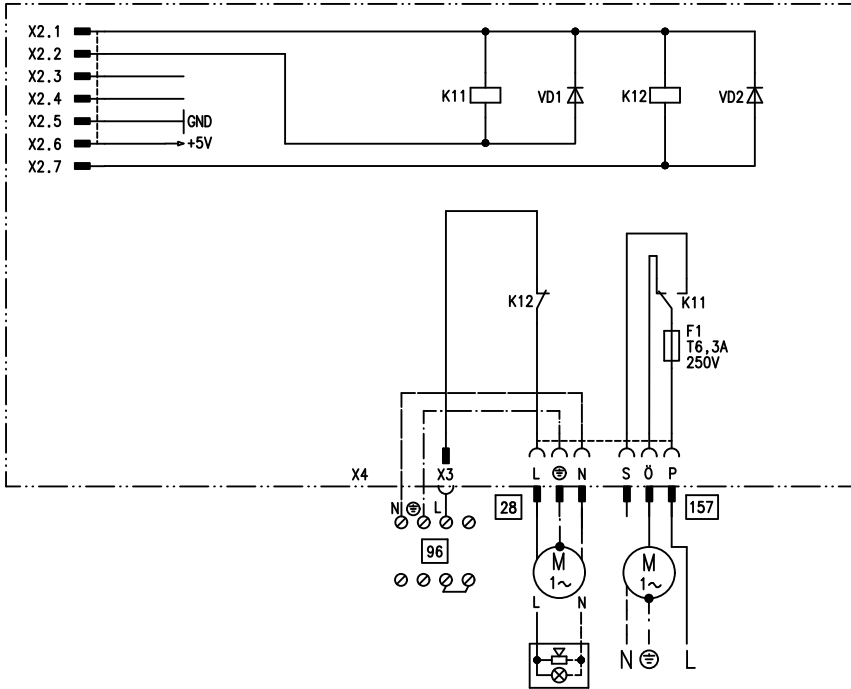 X2.1
X2.2
X2.3
X2.4
X2.5 GND
X2.6 +5V
X2.7
K11 VD1 K12 VD2
K12 K11
F1
T6,3A
250V
X4 X3 L N S Ö P
N L 28 157
96
M
1~
M
1~
L N
N L